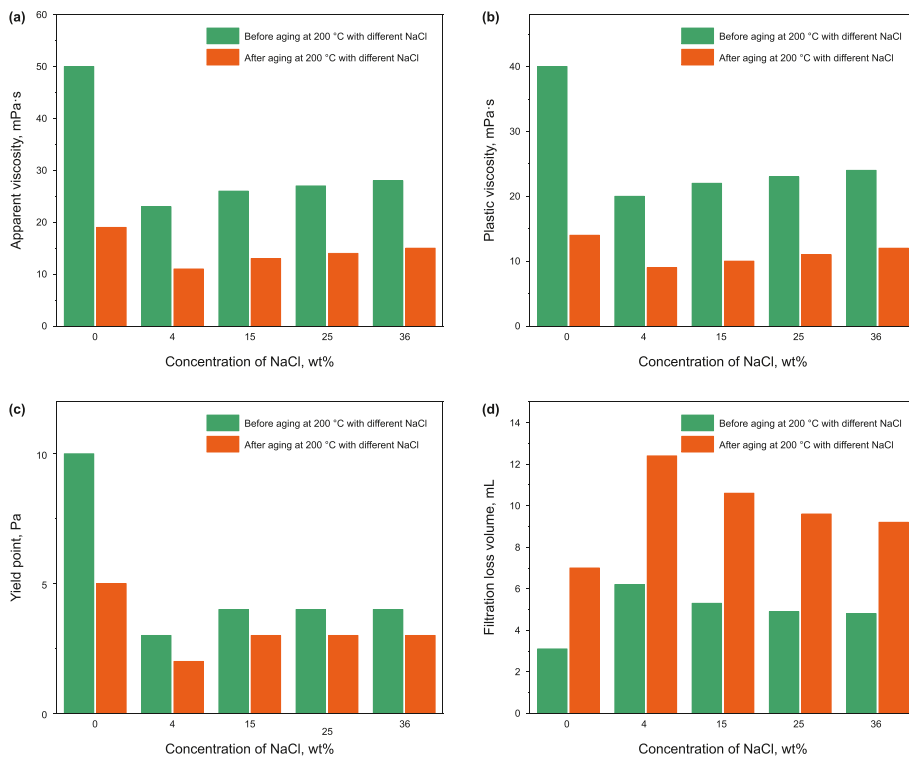 (a)
60
50
40
30
20
10
0
Apparent viscosity, mPa·s
Before aging at 200 °C with different NaCl
After aging at 200 °C with different NaCl
0 4 15 25 36
Concentration of NaCl, wt%
(b)
40
30
20
10
0
Plastic viscosity, mPa·s
Before aging at 200 °C with different NaCl
After aging at 200 °C with different NaCl
0 4 15 25 36
Concentration of NaCl, wt%
(c)
10
5
0
Yield point, Pa
Before aging at 200 °C with different NaCl
After aging at 200 °C with different NaCl
0 4 15 25 36
Concentration of NaCl, wt%
(d)
14
12
10
8
6
4
2
0
Filtration loss volume, mL
Before aging at 200 °C with different NaCl
After aging at 200 °C with different NaCl
0 4 15 25 36
Concentration of NaCl, wt%